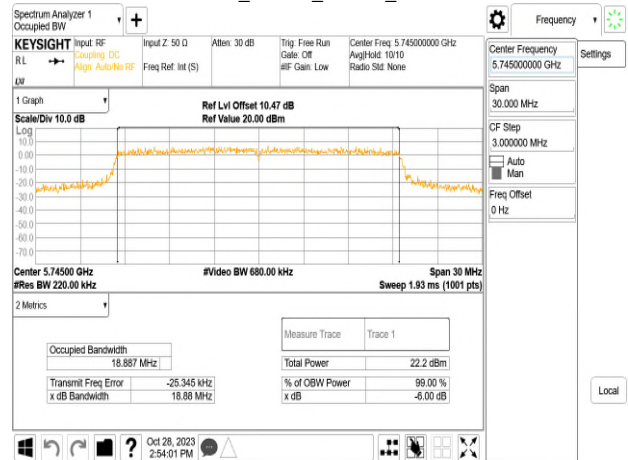 Spectrum Analyzer 1
Occupied BW
Frequency
KEYSIGHT
Input: RF
Coupling: DC
Align: Auto/No RF
Input Z: 50 Ω
Freq Ref: Int (S)
Atten: 30 dB
Trig: Free Run
Gate: Off
#IF Gain: Low
Center Freq: 5.745000000 GHz
Avg|Hold: 10/10
Radio Std: None
RL
LXI
Center Frequency
5.745000000 GHz
Settings
Span
30.000 MHz
CF Step
3.000000 MHz
Auto
Man
Freq Offset
0 Hz
1 Graph
Scale/Div 10.0 dB
Ref Lvl Offset 10.47 dB
Ref Value 20.00 dBm
Log
10.0
0.00
-10.0
-20.0
-30.0
-40.0
-50.0
-60.0
-70.0
Center 5.74500 GHz
#Video BW 680.00 kHz
Span 30 MHz
#Res BW 220.00 kHz
Sweep 1.93 ms (1001 pts)
2 Metrics
Measure Trace Trace 1
Occupied Bandwidth
18.887 MHz
Total Power 22.2 dBm
Transmit Freq Error -25.345 kHz
% of OBW Power 99.00 %
x dB Bandwidth 18.88 MHz
x dB -6.00 dB
Local
Oct 28, 2023
2:54:01 PM